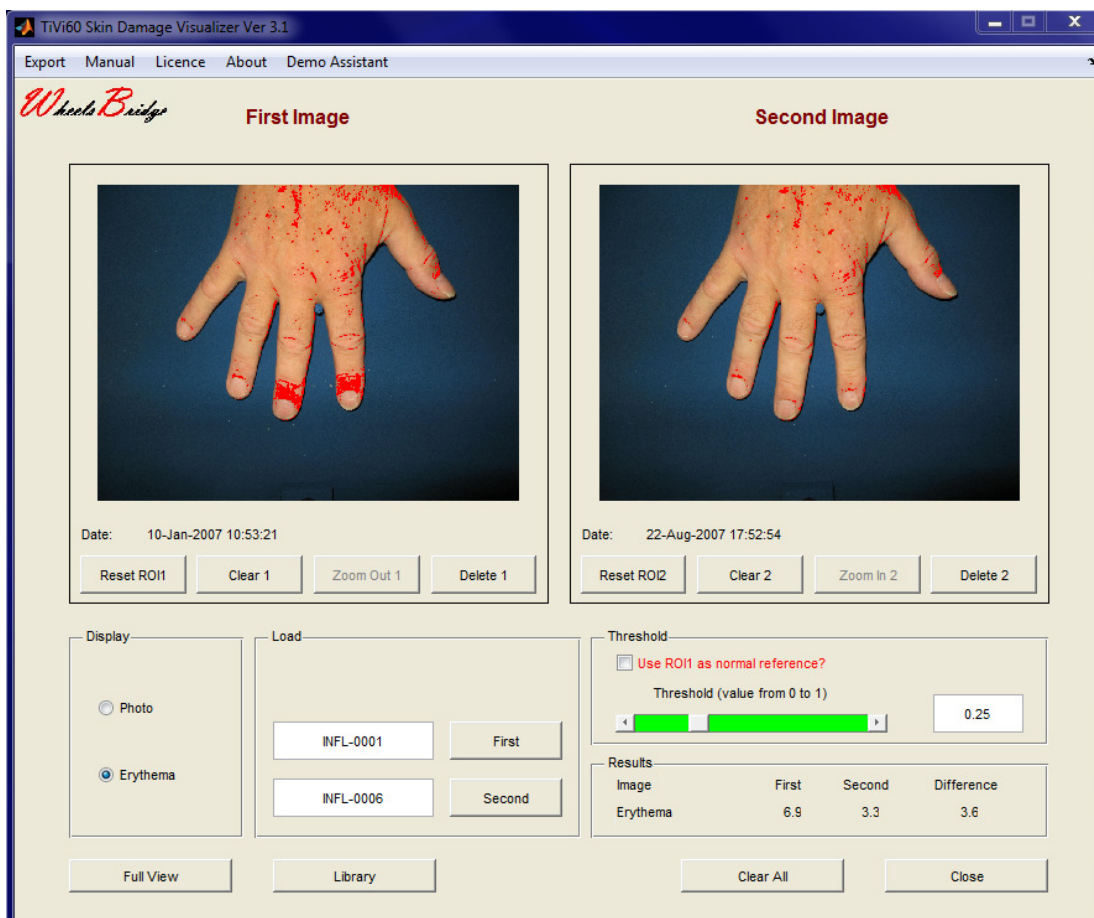 TiVi60 Skin Damage Visualizer Ver 3.1
Export Manual Licence About Demo Assistant
WheelsBridge
First Image Second Image
Date: 10-Jan-2007 10:53:21
Date: 22-Aug-2007 17:52:54
Reset ROI1 Clear 1 Zoom Out 1 Delete 1
Reset ROI2 Clear 2 Zoom In 2 Delete 2
Display
Photo
Erythema
Load
INFL-0001 First
INFL-0006 Second
Threshold
Use ROI1 as normal reference?
Threshold (value from 0 to 1)
0.25
Results
Image First Second Difference
Erythema 6.9 3.3 3.6
Full View Library Clear All Close